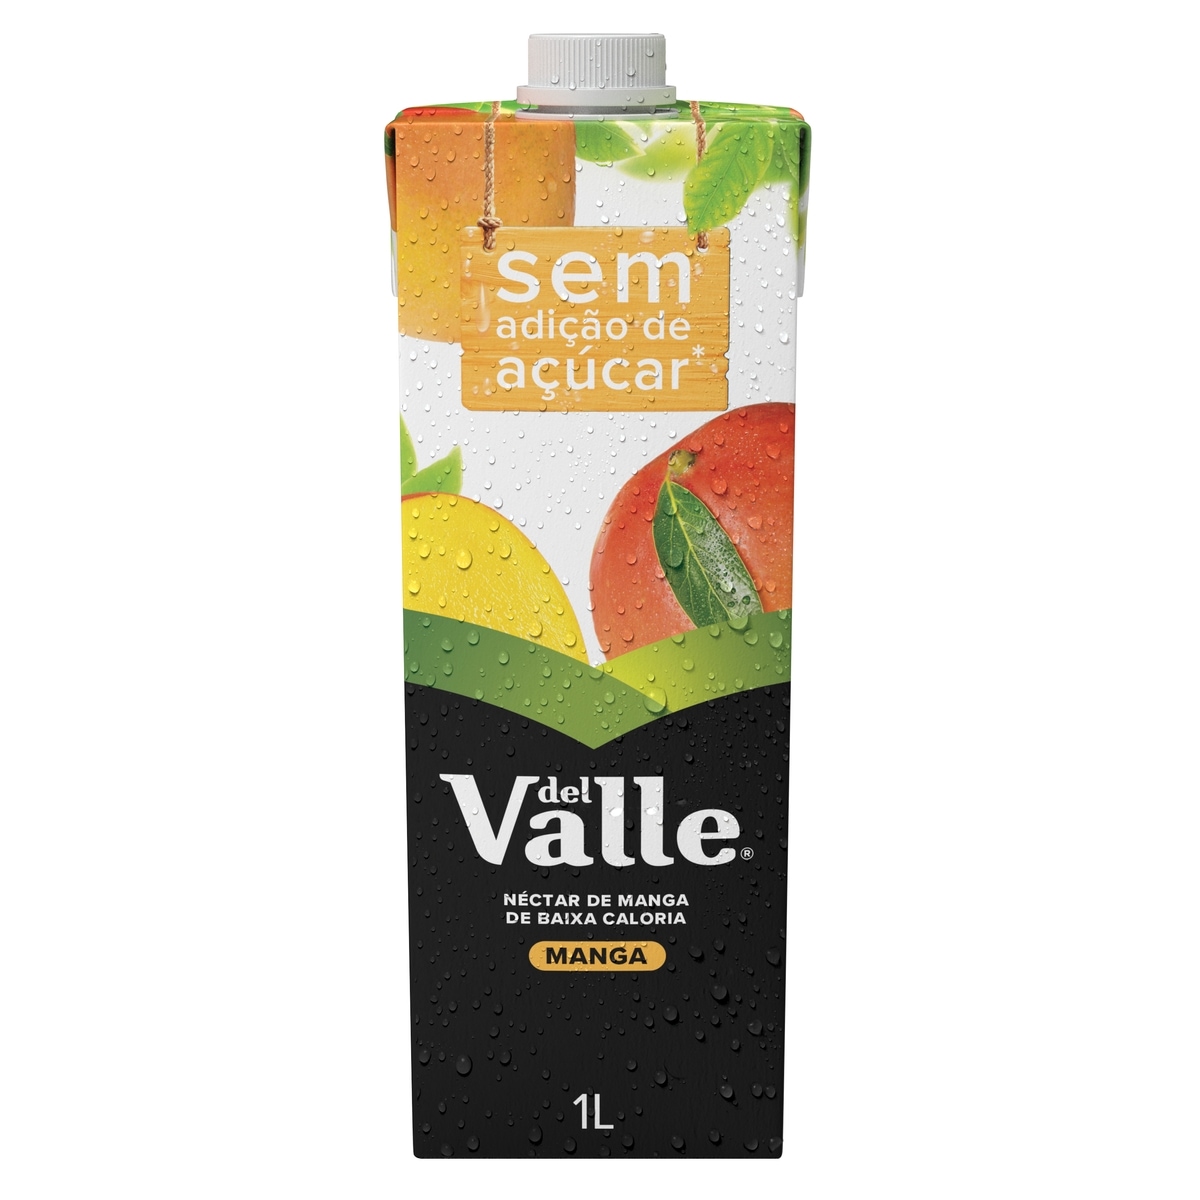 sem
adição de
açúcar*
del
Valle®
NÉCTAR DE MANGA
DE BAIXA CALORIA
MANGA
1L